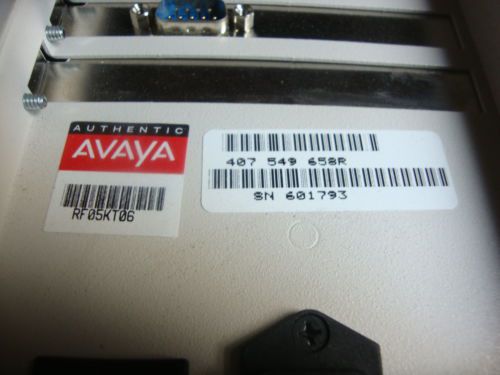 AUTHENTIC
AVAYA
RF05KT06
407 549 658R
SN 601793